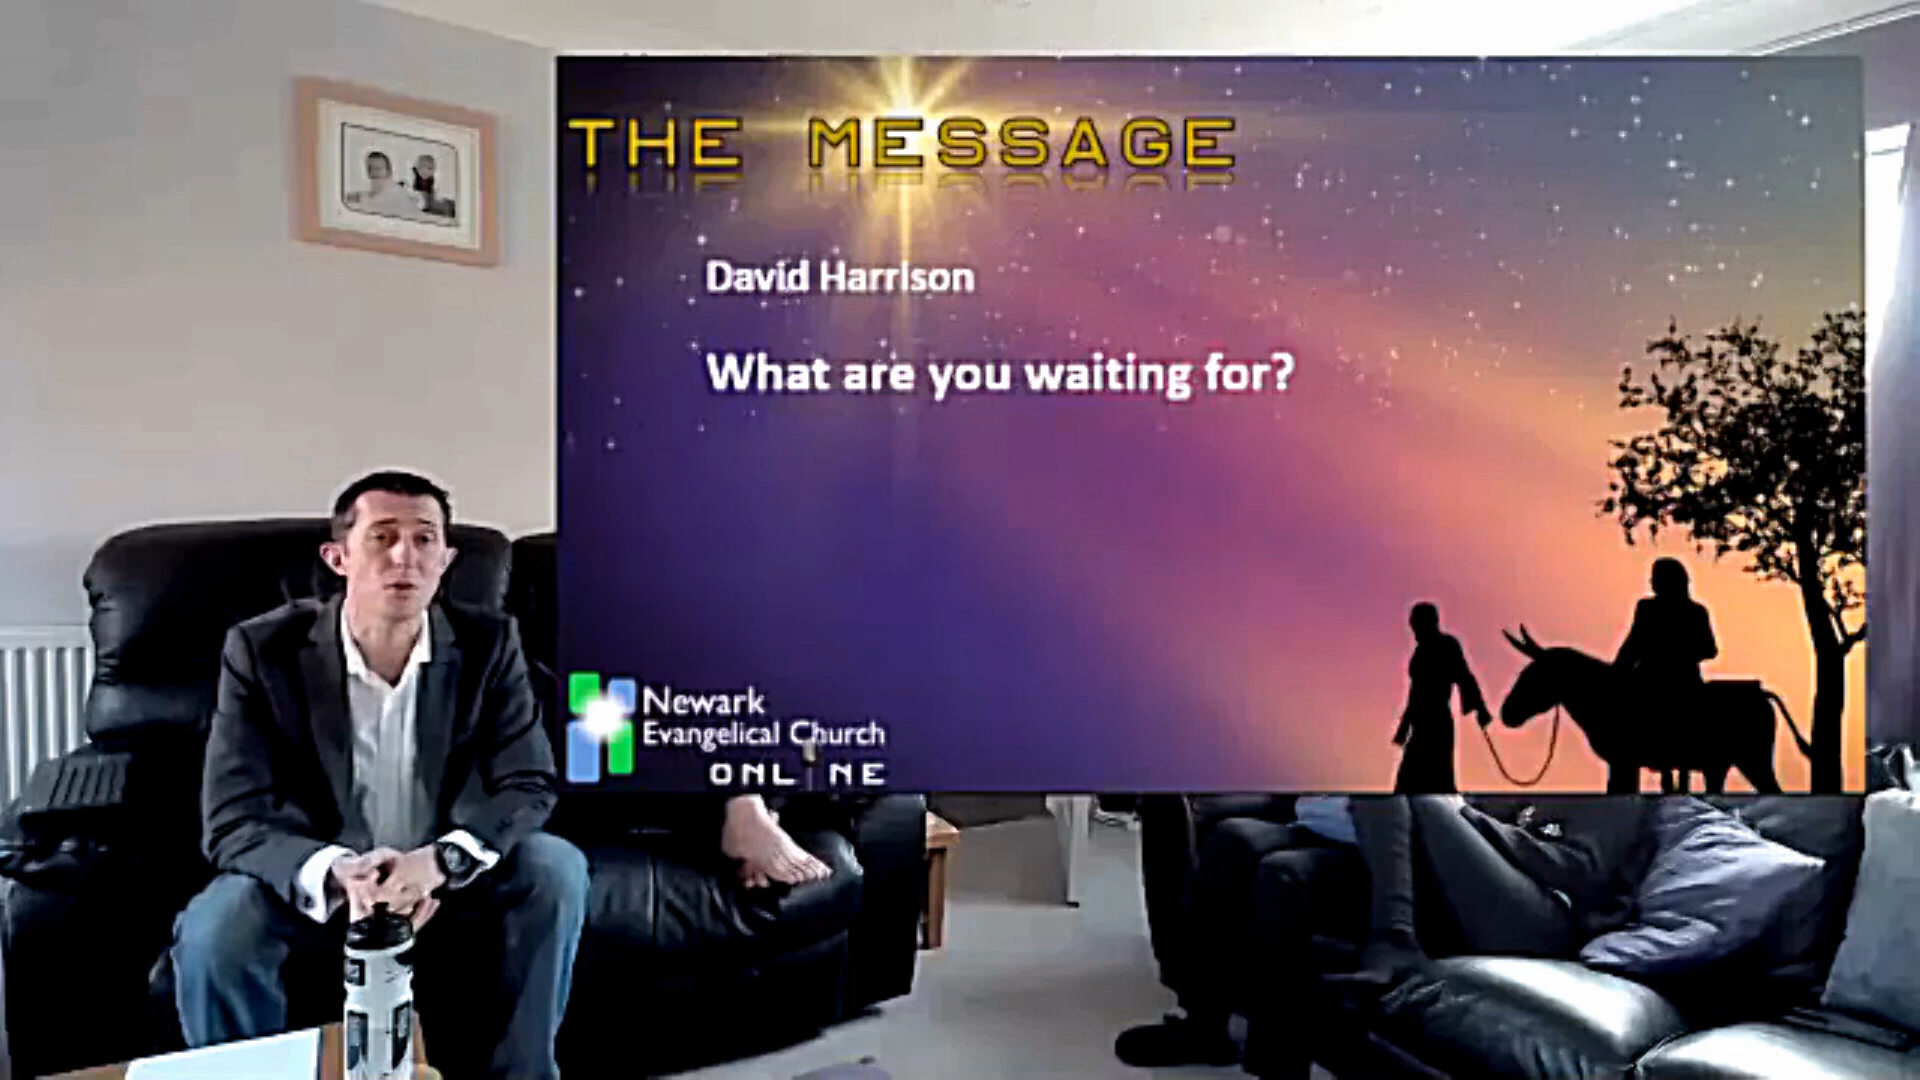 THE MESSAGE
David Harrison
What are you waiting for?
Newark
Evangelical Church
ONLINE